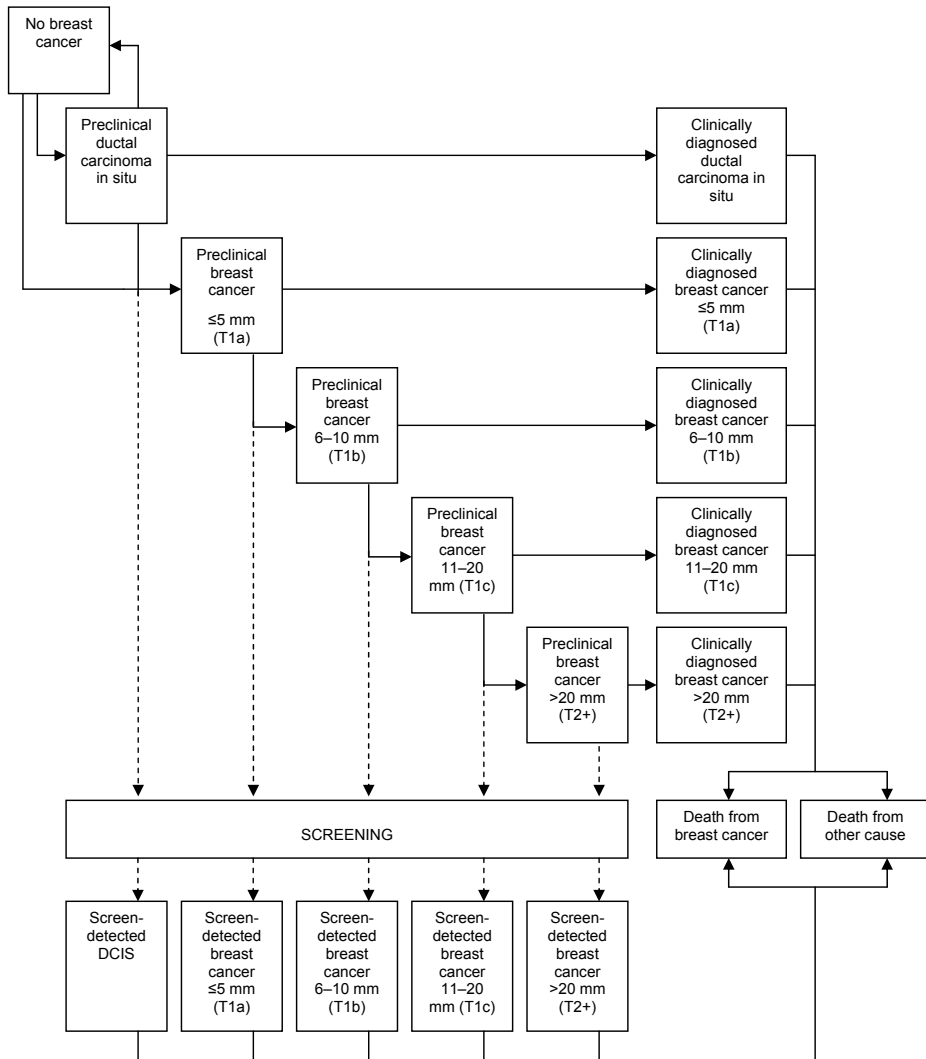 No breast
cancer
Preclinical
ductal
carcinoma
in situ
Clinically
diagnosed
ductal
carcinoma in
situ
Preclinical
breast
cancer
≤5 mm
(T1a)
Clinically
diagnosed
breast cancer
≤5 mm
(T1a)
Preclinical
breast
cancer
6–10 mm
(T1b)
Clinically
diagnosed
breast cancer
6–10 mm
(T1b)
Preclinical
breast
cancer
11–20
mm (T1c)
Clinically
diagnosed
breast cancer
11–20 mm
(T1c)
Preclinical
breast
cancer
>20 mm
(T2+)
Clinically
diagnosed
breast cancer
>20 mm
(T2+)
SCREENING
Death from
breast cancer
Death from
other cause
Screen-
detected
DCIS
Screen-
detected
breast
cancer
≤5 mm
(T1a)
Screen-
detected
breast
cancer
6–10 mm
(T1b)
Screen-
detected
breast
cancer
11–20
mm (T1c)
Screen-
detected
breast
cancer
>20 mm
(T2+)